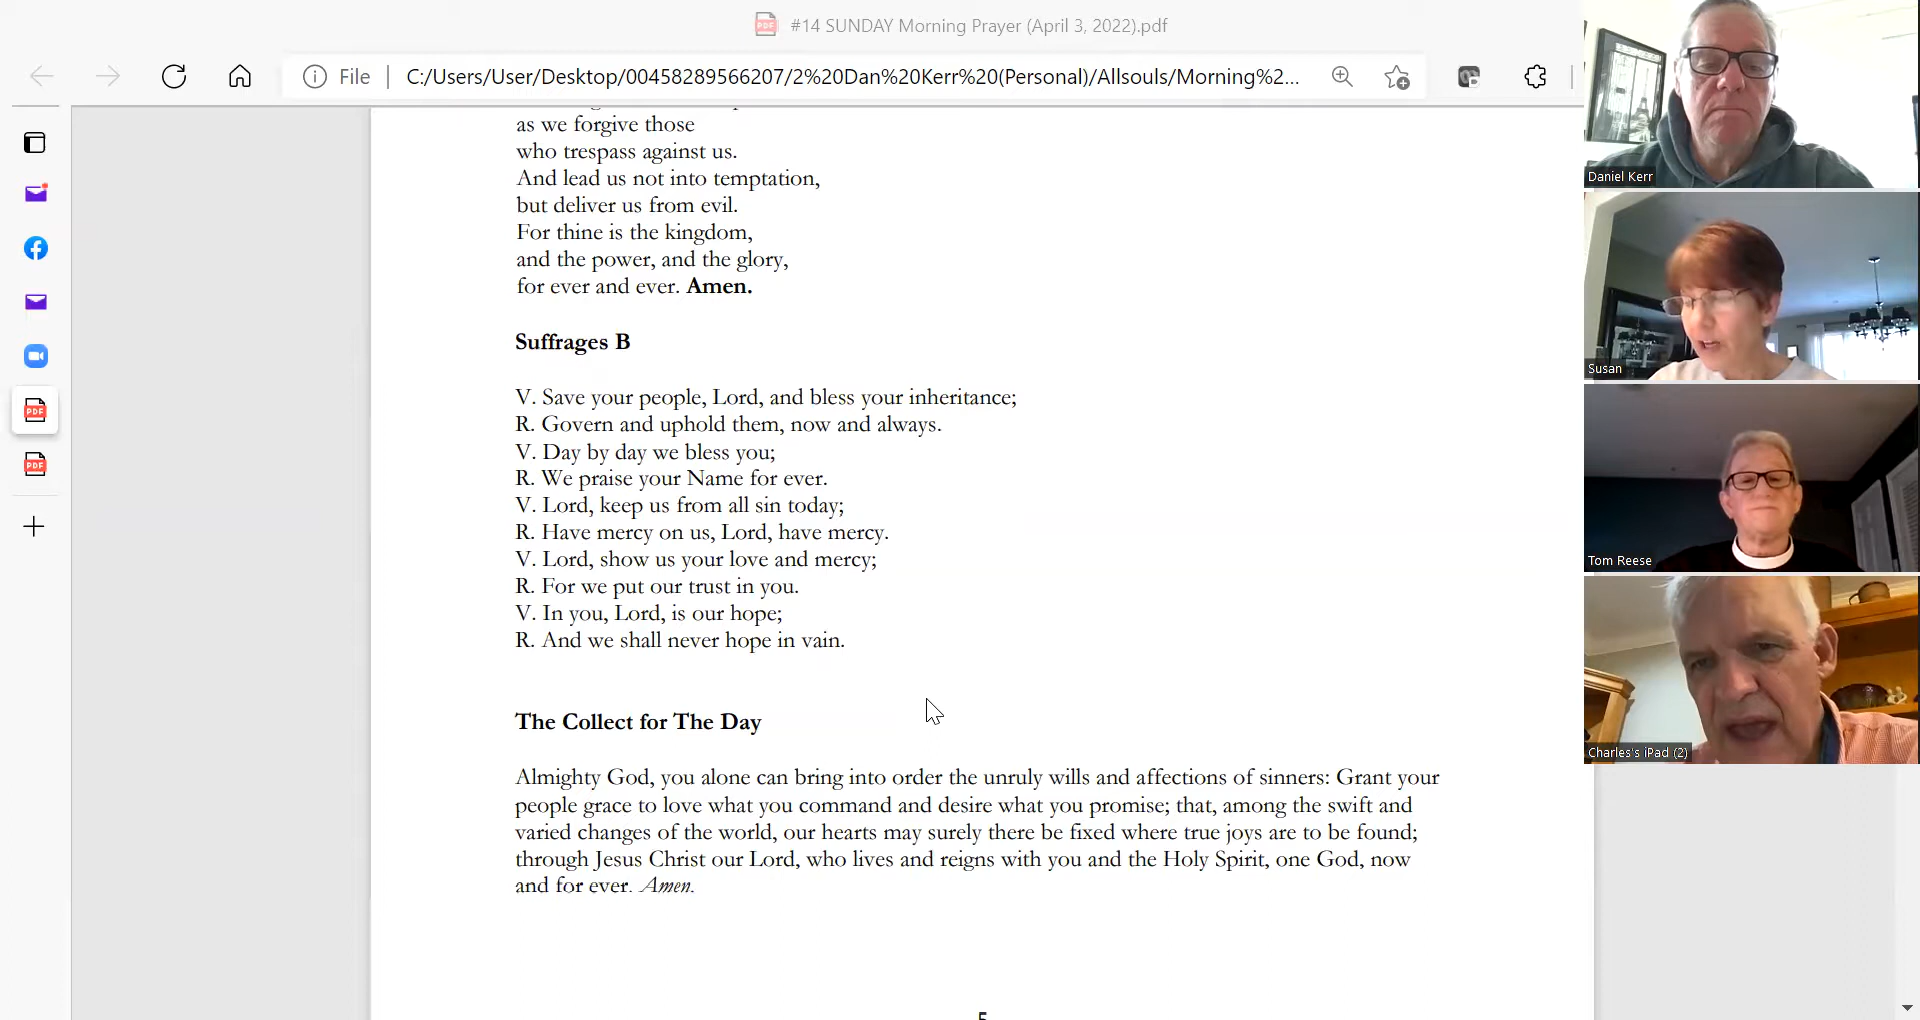 #14 SUNDAY Morning Prayer (April 3, 2022).pdf
File
C:/Users/User/Desktop/00458289566207/2%20Dan%20Kerr%20(Personal)/Allsouls/Morning%2...
as we forgive those
who trespass against us.
And lead us not into temptation,
but deliver us from evil.
For thine is the kingdom,
and the power, and the glory,
for ever and ever. Amen.
Suffrages B
V. Save your people, Lord, and bless your inheritance;
R. Govern and uphold them, now and always.
V. Day by day we bless you;
R. We praise your Name for ever.
V. Lord, keep us from all sin today;
R. Have mercy on us, Lord, have mercy.
V. Lord, show us your love and mercy;
R. For we put our trust in you.
V. In you, Lord, is our hope;
R. And we shall never hope in vain.
The Collect for The Day
Almighty God, you alone can bring into order the unruly wills and affections of sinners: Grant your
people grace to love what you command and desire what you promise; that, among the swift and
varied changes of the world, our hearts may surely there be fixed where true joys are to be found;
through Jesus Christ our Lord, who lives and reigns with you and the Holy Spirit, one God, now
and for ever. Amen.
5
PDF
PDF
PDF
Daniel Kerr
Susan
Tom Reese
Charles's iPad (2)